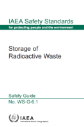 IAEA Safety Standards
for protecting people and the environment
Storage of
Radioactive Waste
Safety Guide
No. WS-G-6.1
IAEA